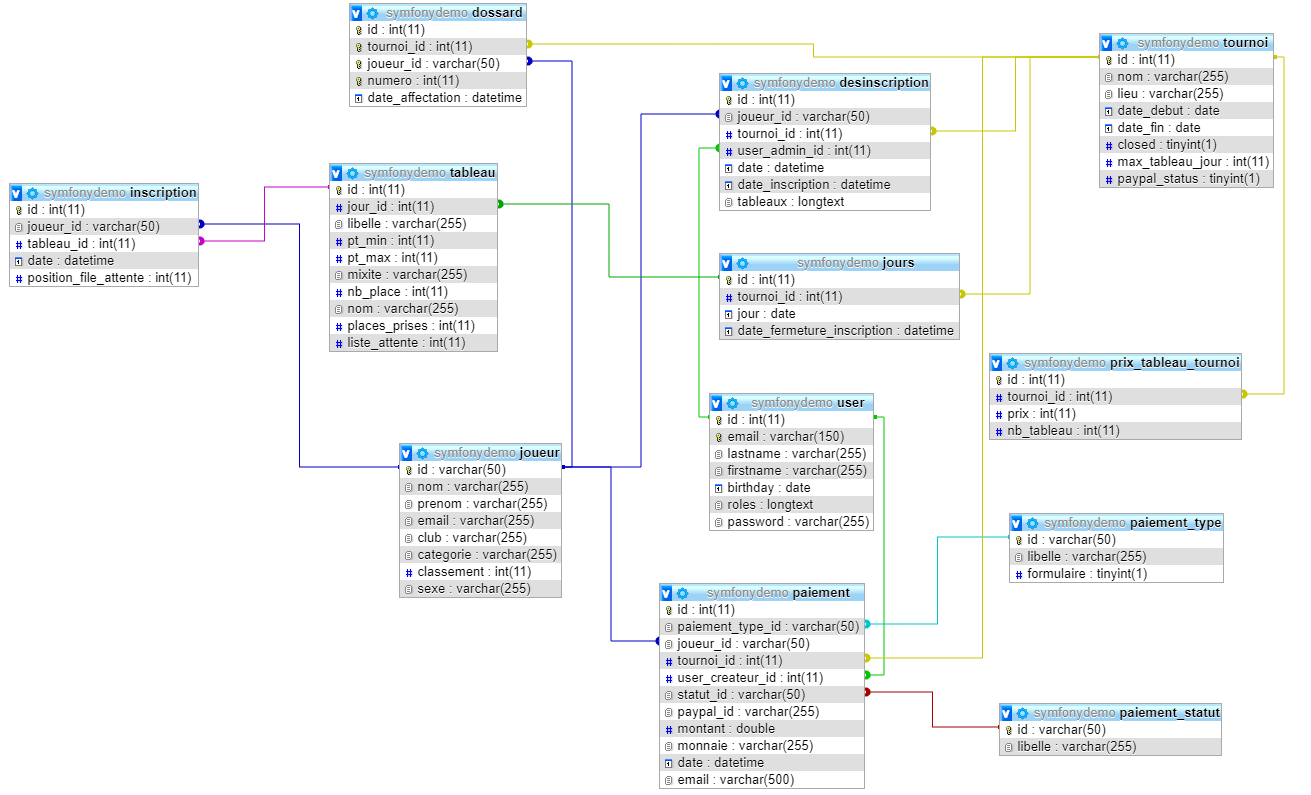 symfonydemo dossard
id : int(11)
tournoi_id : int(11)
joueur_id : varchar(50)
numero : int(11)
date_affectation : datetime
symfonydemo tournoi
id : int(11)
nom : varchar(255)
lieu : varchar(255)
date_debut : date
date_fin : date
closed : tinyint(1)
max_tableau_jour : int(11)
paypal_status : tinyint(1)
symfonydemo desinscription
id : int(11)
joueur_id : varchar(50)
tournoi_id : int(11)
user_admin_id : int(11)
date : datetime
date_inscription : datetime
tableaux : longtext
symfonydemo tableau
id : int(11)
jour_id : int(11)
libelle : varchar(255)
pt_min : int(11)
pt_max : int(11)
mixite : varchar(255)
nb_place : int(11)
nom : varchar(255)
places_prises : int(11)
liste_attente : int(11)
symfonydemo inscription
id : int(11)
joueur_id : varchar(50)
tableau_id : int(11)
date : datetime
position_file_attente : int(11)
symfonydemo jours
id : int(11)
tournoi_id : int(11)
jour : date
date_fermeture_inscription : datetime
symfonydemo prix_tableau_tournoi
id : int(11)
tournoi_id : int(11)
prix : int(11)
nb_tableau : int(11)
symfonydemo user
id : int(11)
email : varchar(150)
lastname : varchar(255)
firstname : varchar(255)
birthday : date
roles : longtext
password : varchar(255)
symfonydemo joueur
id : varchar(50)
nom : varchar(255)
prenom : varchar(255)
email : varchar(255)
club : varchar(255)
categorie : varchar(255)
classement : int(11)
sexe : varchar(255)
symfonydemo paiement_type
id : varchar(50)
libelle : varchar(255)
formulaire : tinyint(1)
symfonydemo paiement
id : int(11)
paiement_type_id : varchar(50)
joueur_id : varchar(50)
tournoi_id : int(11)
user_createur_id : int(11)
statut_id : varchar(50)
paypal_id : varchar(255)
montant : double
monnaie : varchar(255)
date : datetime
email : varchar(500)
symfonydemo paiement_statut
id : varchar(50)
libelle : varchar(255)